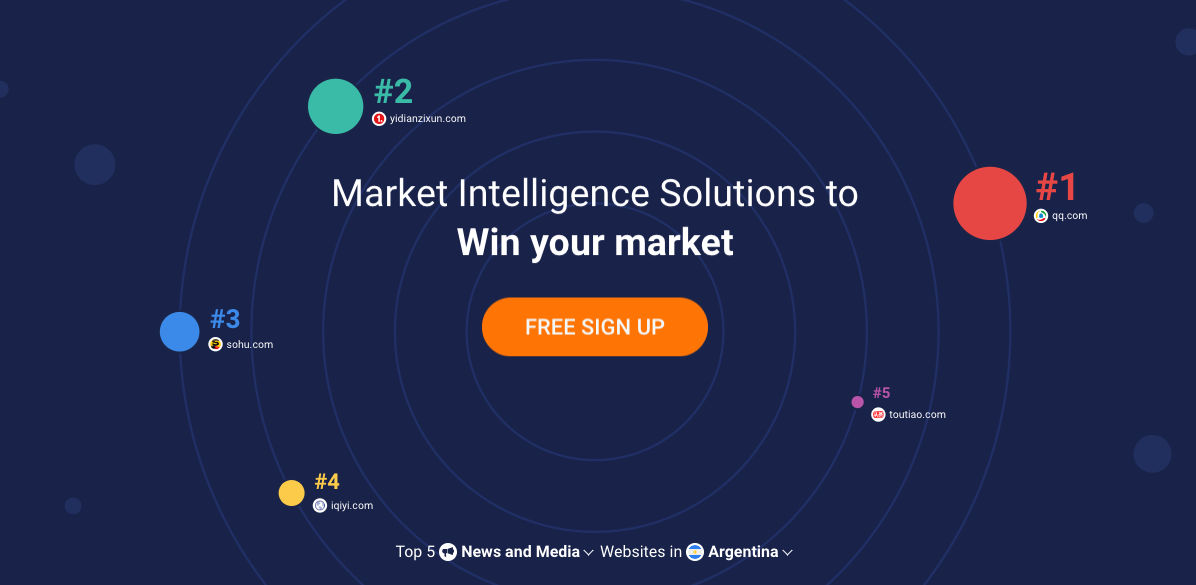 #2
yidianzixun.com
Market Intelligence Solutions to
Win your market
#1
qq.com
#3
sohu.com
FREE SIGN UP
#5
toutiao.com
#4
iqiyi.com
Top 5 News and Media Websites in Argentina